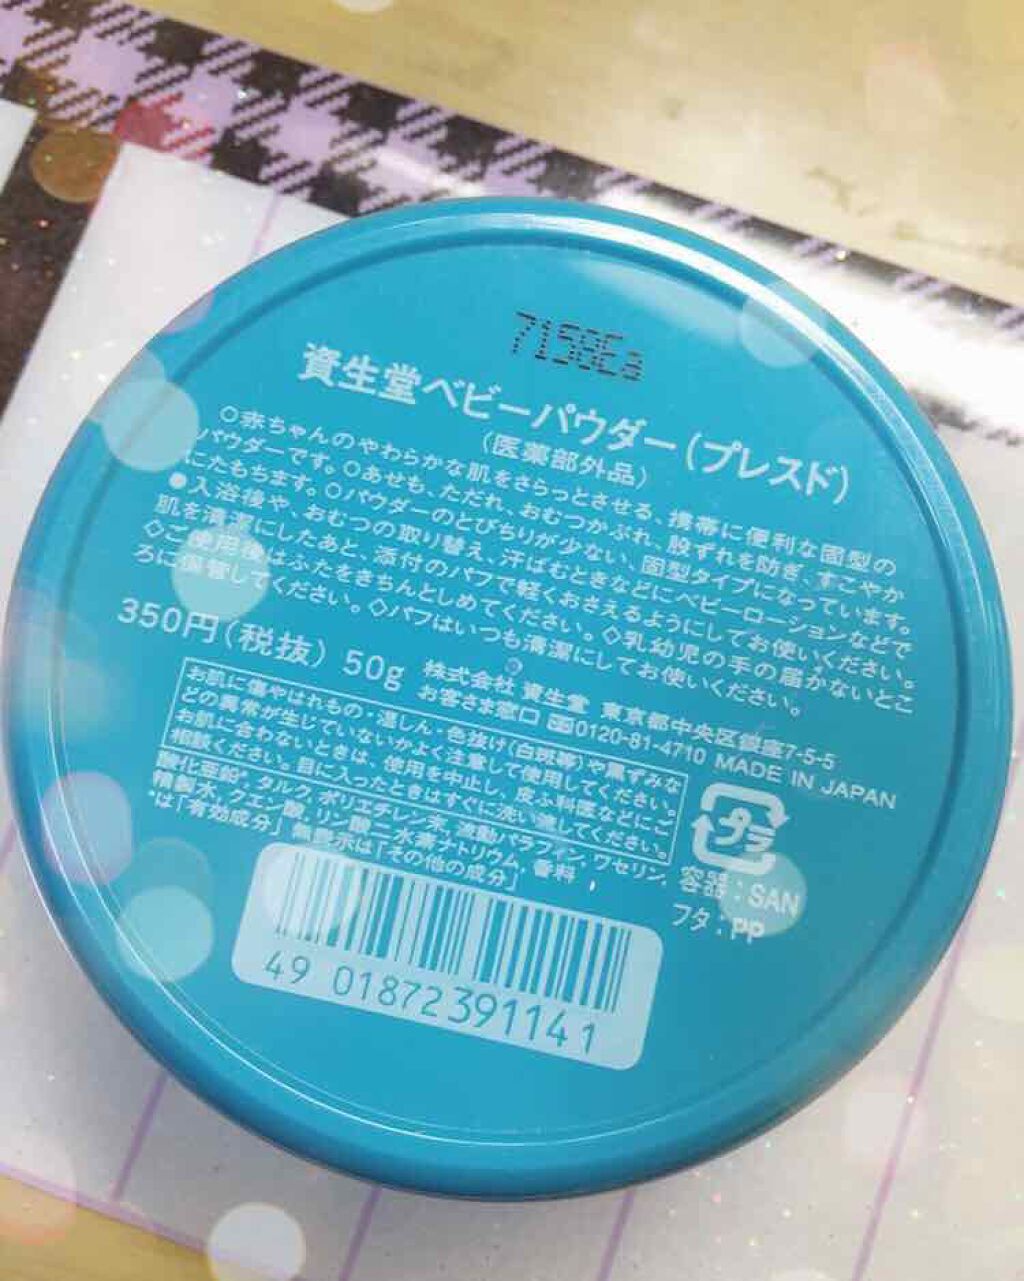 7158Ea
資生堂ベビーパウダー(プレスド)
(医薬部外品)
○赤ちゃんのやわらかな肌をさらっとさせる、携帯に便利な固型の
パウダーです。○あせも、ただれ、おむつかぶれ、股ずれを防ぎ、すこやか
にたもちます。○パウダーのとびちりが少ない、固型タイプになっています。
●入浴後や、おむつの取り替え、汗ばむときなどにベビーローションなどで
肌を清潔にしたあと、添付のパフで軽くおさえるようにしてお使いください。
◇ご使用後はふたをきちんとしめてください。◇乳幼児の手の届かないとこ
ろに保管してください。◇パフはいつも清潔にしてお使いください。
350円(税抜) 50g 株式会社 資生堂 東京都中央区銀座7-5-5
お客さま窓口 0120-81-4710 MADE IN JAPAN
お肌に傷やはれもの・湿しん・色抜け(白斑等)や黒ずみな
どの異常が生じていないかよく注意して使用してください。
お肌に合わないときは、使用を中止し、皮ふ科医などにご
相談ください。目に入ったときはすぐに洗い流してください。
酸化亜鉛*、タルク、ポリエチレン末、流動パラフィン、ワセリン、
精製水、クエン酸、リン酸一水素ナトリウム、香料
*は「有効成分」無表示は「その他の成分」
プラ
容器:SAN
フタ:PP
49 01872 391141